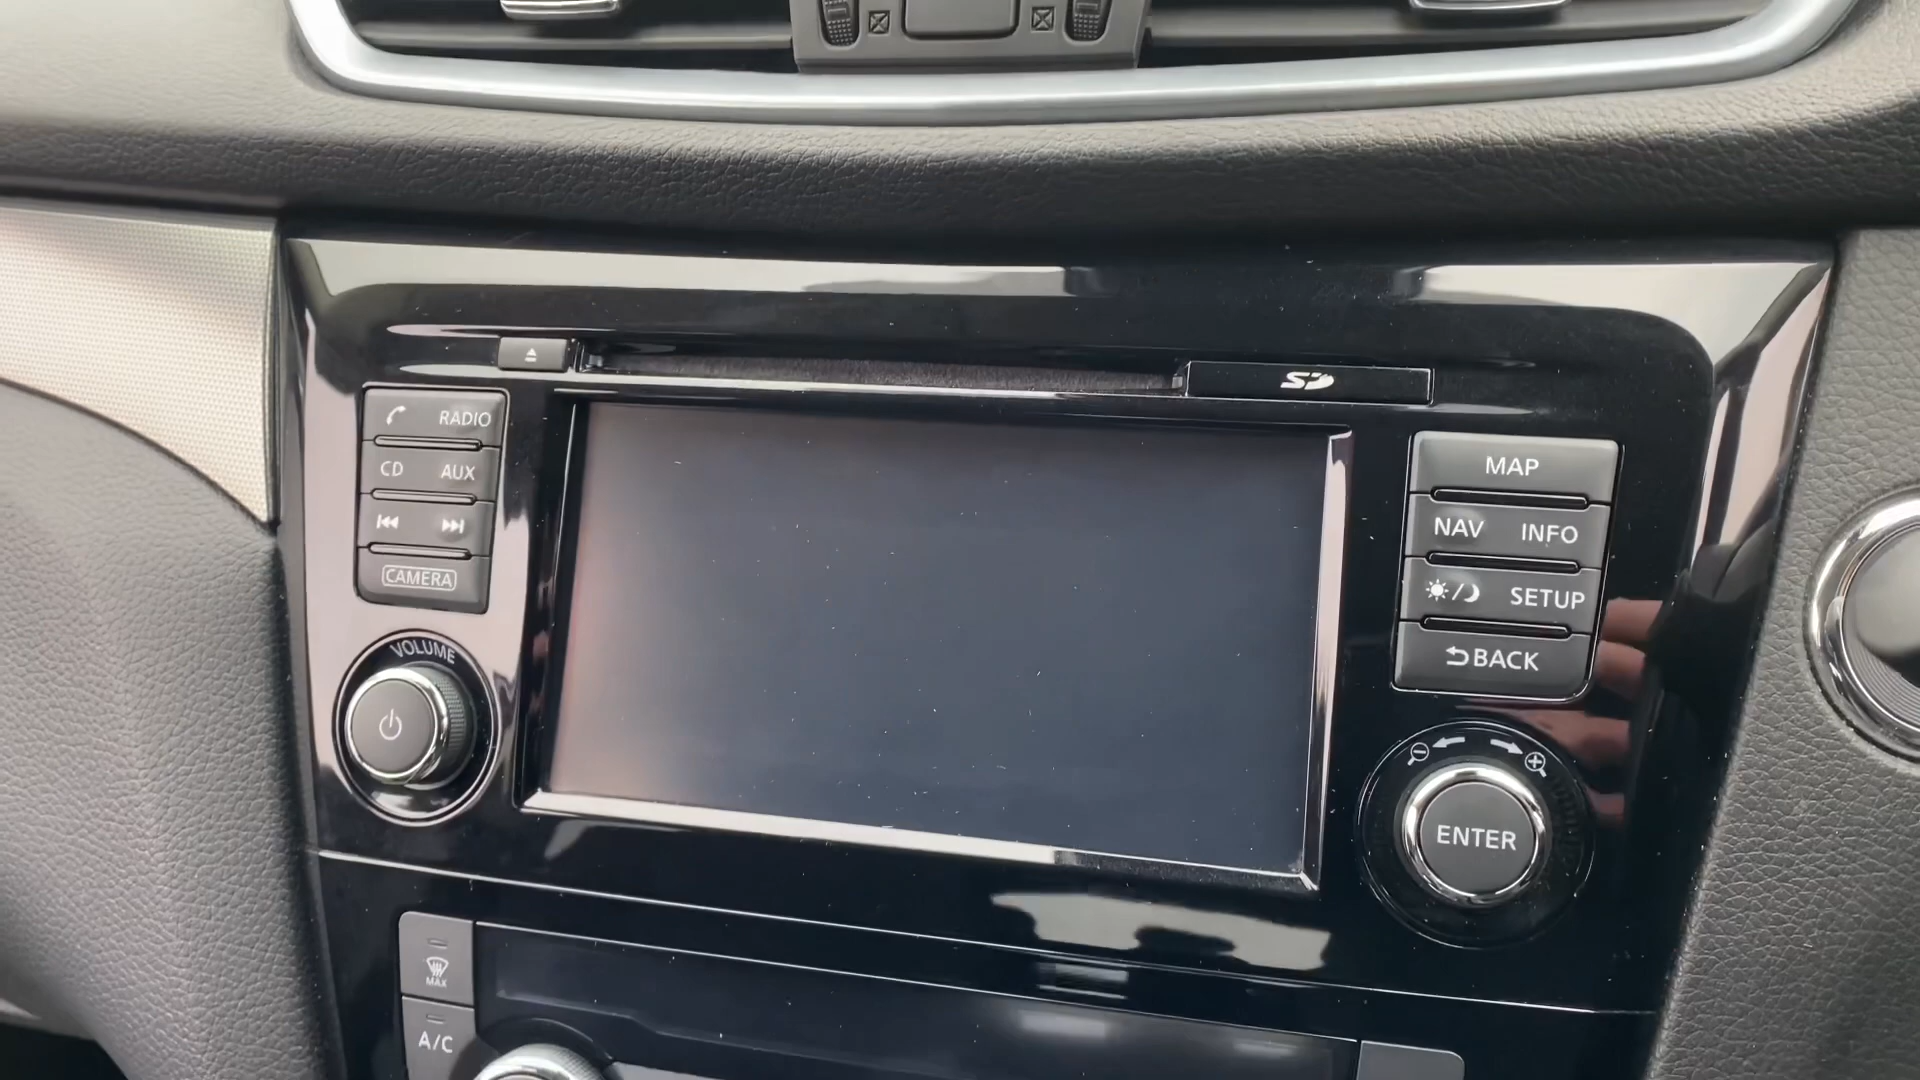 SD
RADIO
CD AUX
CAMERA
VOLUME
MAP
NAV INFO
SETUP
BACK
ENTER
MAX
A/C